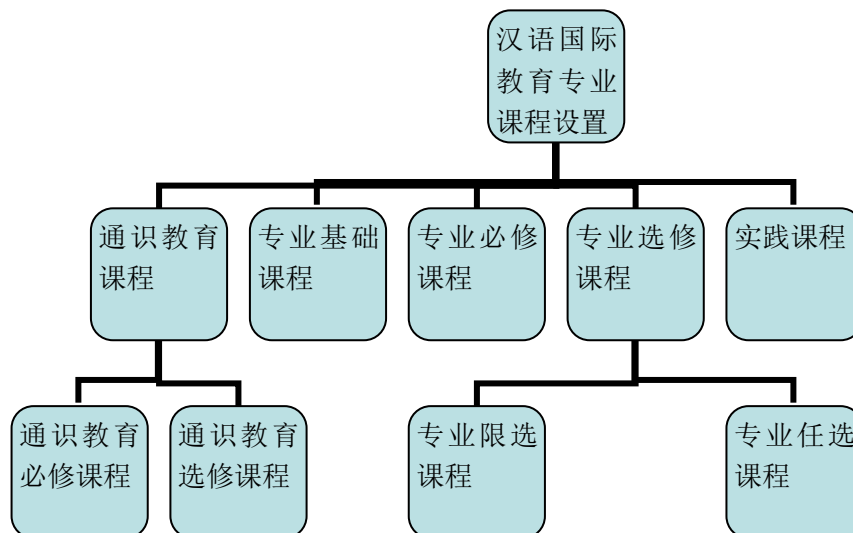 汉语国际
教育专业
课程设置
通识教育
课程
专业基础
课程
专业必修
课程
专业选修
课程
实践课程
通识教育
必修课程
通识教育
选修课程
专业限选
课程
专业任选
课程